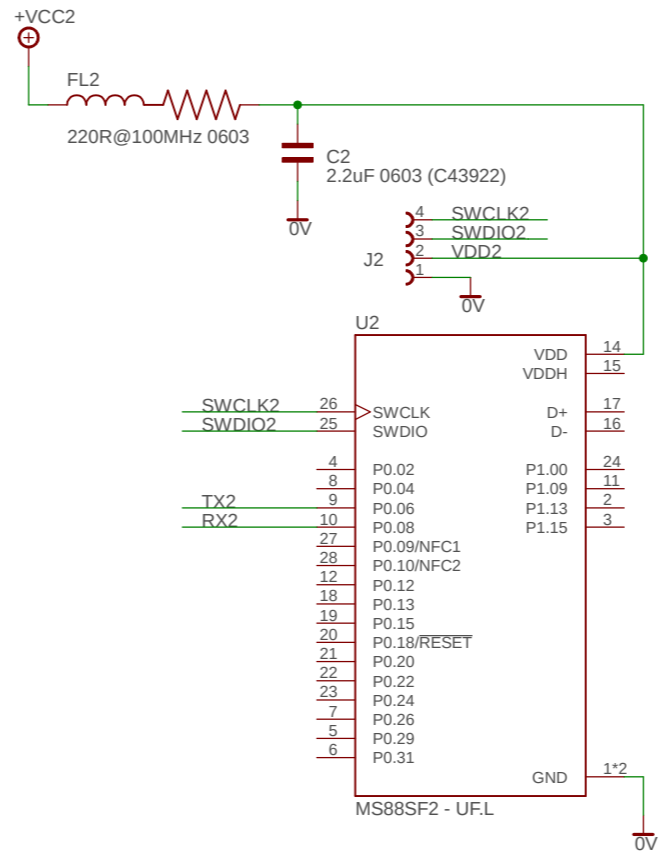 +VCC2
FL2
220R@100MHz 0603
C2
2.2uF 0603 (C43922)
0V
4 SWCLK2
3 SWDIO2
2 VDD2
J2
1
0V
U2
VDD 14
VDDH 15
SWCLK2 26 SWCLK D+ 17
SWDIO2 25 SWDIO D- 16
4 P0.02 P1.00 24
8 P0.04 P1.09 11
TX2 9 P0.06 P1.13 2
RX2 10 P0.08 P1.15 3
27 P0.09/NFC1
28 P0.10/NFC2
12 P0.12
18 P0.13
19 P0.15
20 P0.18/RESET
21 P0.20
22 P0.22
23 P0.24
7 P0.26
5 P0.29
6 P0.31
GND 1*2
MS88SF2 - UF.L
0V